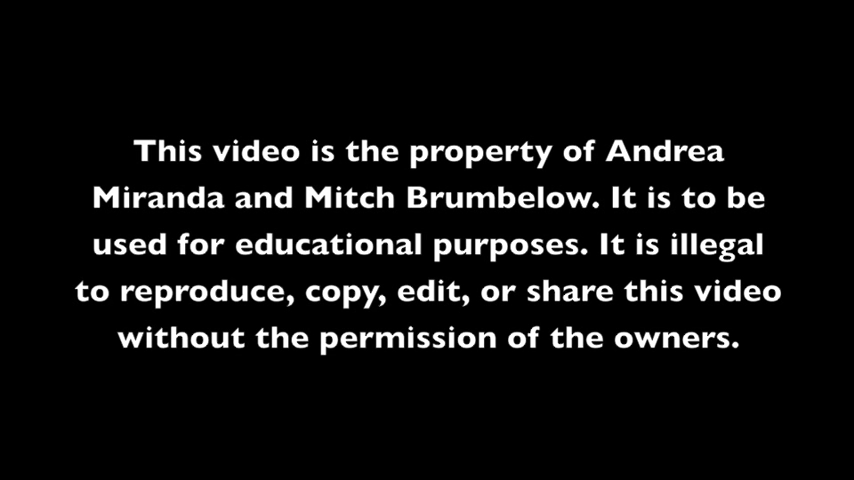 This video is the property of Andrea
Miranda and Mitch Brumbelow. It is to be
used for educational purposes. It is illegal
to reproduce, copy, edit, or share this video
without the permission of the owners.